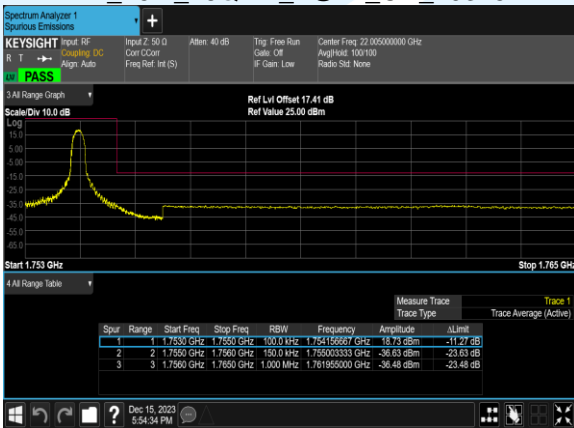 Spectrum Analyzer 1
Spurious Emissions
+
KEYSIGHT
R T
LM PASS
Input: RF
Coupling: DC
Align: Auto
Input Z: 50 Ω
Corr CCorr
Freq Ref: Int (S)
Atten: 40 dB
Trig: Free Run
Gate: Off
IF Gain: Low
Center Freq: 22.005000000 GHz
Avg|Hold: 100/100
Radio Std: None
3 All Range Graph
Scale/Div 10.0 dB
Ref Lvl Offset 17.41 dB
Ref Value 25.00 dBm
Log
15.0
5.00
-5.00
-15.0
-25.0
-35.0
-45.0
-55.0
-65.0
Start 1.753 GHz
Stop 1.765 GHz
4 All Range Table
Measure Trace Trace 1
Trace Type Trace Average (Active)
Spur Range Start Freq Stop Freq RBW Frequency Amplitude ΔLimit
1 1 1.7530 GHz 1.7550 GHz 100.0 kHz 1.754156667 GHz 18.73 dBm -11.27 dB
2 2 1.7550 GHz 1.7560 GHz 150.0 kHz 1.755003333 GHz -36.63 dBm -23.63 dB
3 3 1.7560 GHz 1.7650 GHz 1.000 MHz 1.761955000 GHz -36.48 dBm -23.48 dB
?
Dec 15, 2023
5:54:34 PM